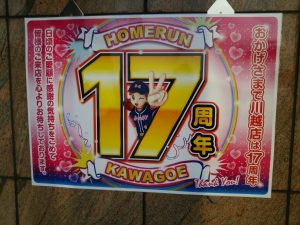 おかげさまで川越店は17周年
HOMERUN
17周年
KAWAGOE
日頃のご愛顧に感謝の気持ちをこめて
皆様のご来店を心よりお待ちしております。
Thank You!